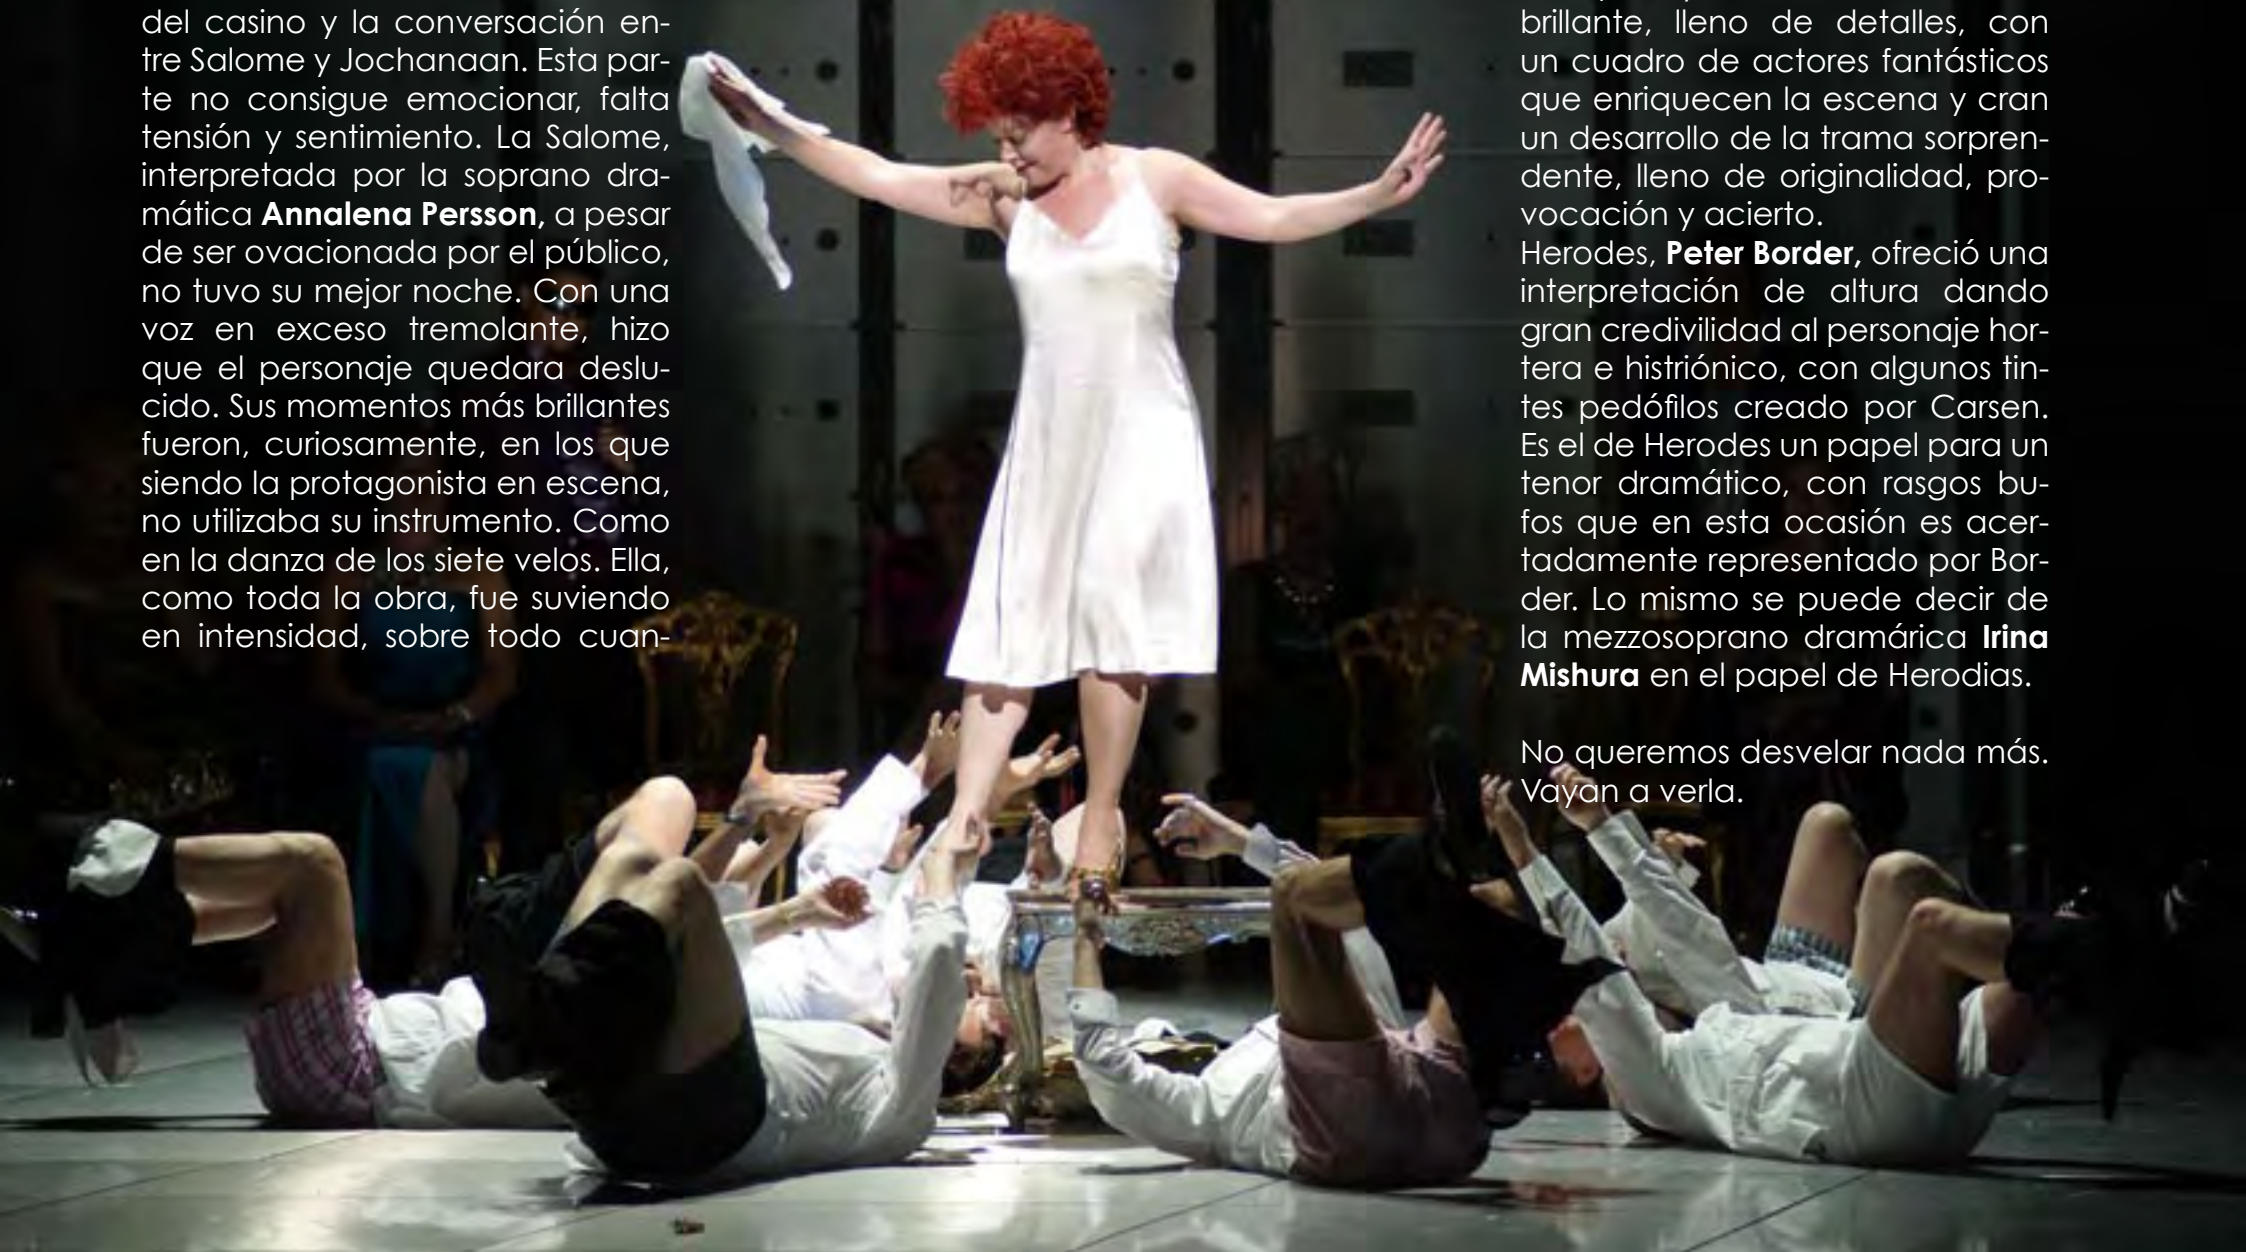 del casino y la conversación en-
tre Salome y Jochanaan. Esta par-
te no consigue emocionar, falta
tensión y sentimiento. La Salome,
interpretada por la soprano dra-
mática Annalena Persson, a pesar
de ser ovacionada por el público,
no tuvo su mejor noche. Con una
voz en exceso tremolante, hizo
que el personaje quedara deslu-
cido. Sus momentos más brillantes
fueron, curiosamente, en los que
siendo la protagonista en escena,
no utilizaba su instrumento. Como
en la danza de los siete velos. Ella,
como toda la obra, fue suviendo
en intensidad, sobre todo cuan-
brillante, lleno de detalles, con
un cuadro de actores fantásticos
que enriquecen la escena y cran
un desarrollo de la trama sorpren-
dente, lleno de originalidad, pro-
vocación y acierto.
Herodes, Peter Border, ofreció una
interpretación de altura dando
gran credivilidad al personaje hor-
tera e histriónico, con algunos tin-
tes pedófilos creado por Carsen.
Es el de Herodes un papel para un
tenor dramático, con rasgos bu-
fos que en esta ocasión es acer-
tadamente representado por Bor-
der. Lo mismo se puede decir de
la mezzosoprano dramárica Irina
Mishura en el papel de Herodias.
No queremos desvelar nada más.
Vayan a verla.